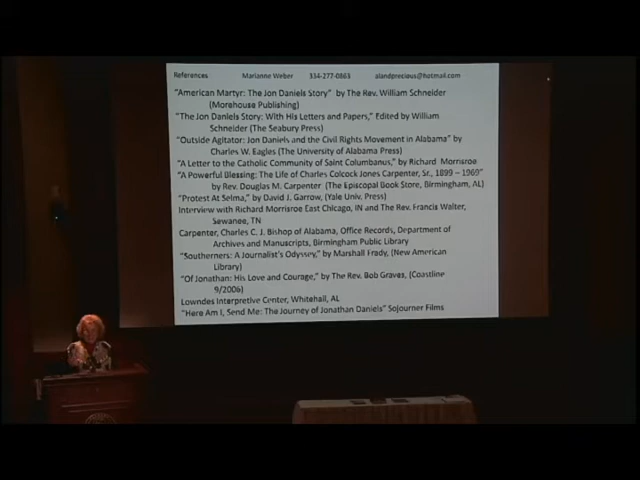 References Marianne Weber 334-277-0863 alandprecious@hotmail.com
"American Martyr: The Jon Daniels Story" by The Rev. William Schneider
(Morehouse Publishing)
"The Jon Daniels Story: With His Letters and Papers," Edited by William
Schneider (The Seabury Press)
"Outside Agitator: Jon Daniels and the Civil Rights Movement in Alabama" by
Charles W. Eagles (The University of Alabama Press)
"A Letter to the Catholic Community of Saint Columbanus," by Richard Morrisroe
"A Powerful Blessing: The Life of Charles Colcock Jones Carpenter, Sr., 1899 – 1969"
by Rev. Douglas M. Carpenter (The Episcopal Book Store, Birmingham, AL)
"Protest At Selma," by David J. Garrow, (Yale Univ. Press)
Interview with Richard Morrisroe East Chicago, IN and The Rev. Francis Walter,
Sewanee, TN
Carpenter, Charles C. J. Bishop of Alabama, Office Records, Department of
Archives and Manuscripts, Birmingham Public Library
"Southerners: A Journalist's Odyssey," by Marshall Frady, (New American
Library)
"Of Jonathan: His Love and Courage," by The Rev. Bob Graves, (Coastline
9/2006)
Lowndes Interpretive Center, Whitehall, AL
"Here Am I, Send Me: The Journey of Jonathan Daniels" Sojourner Films